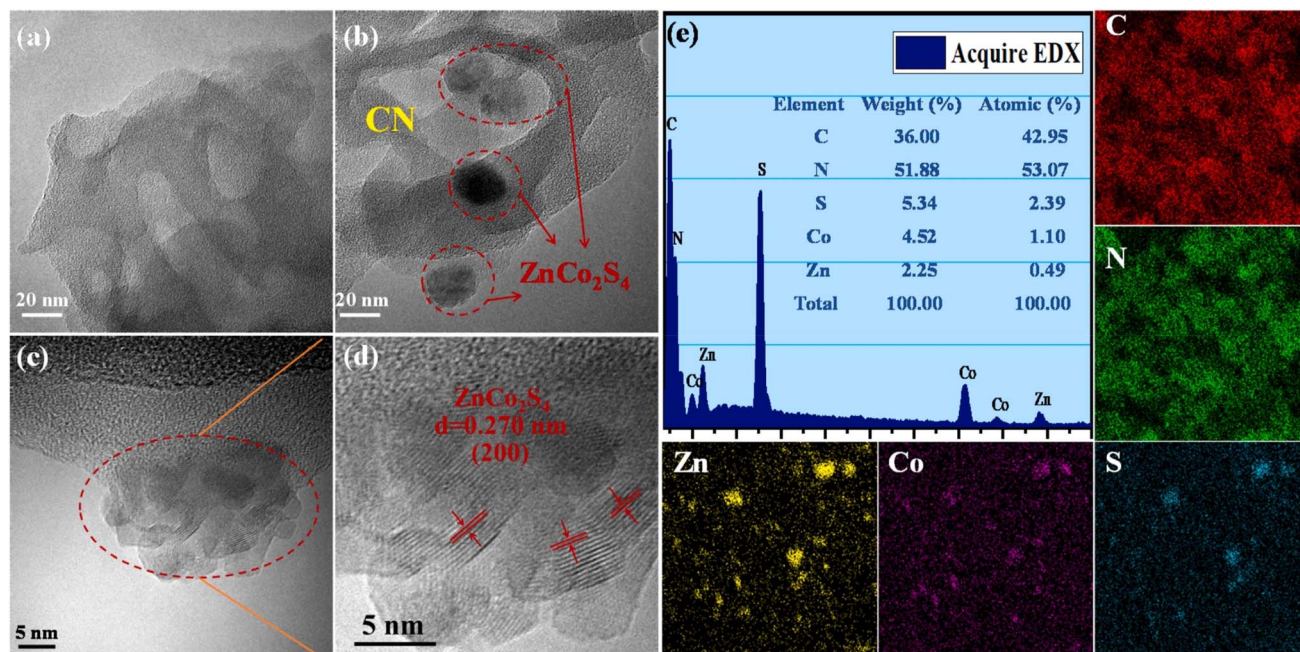 (a)
20 nm
(b)
CN
ZnCo₂S₄
20 nm
(c)
5 nm
(d)
ZnCo₂S₄
d=0.270 nm
(200)
5 nm
(e)
Acquire EDX
Element Weight (%) Atomic (%)
C 36.00 42.95
N 51.88 53.07
S 5.34 2.39
Co 4.52 1.10
Zn 2.25 0.49
Total 100.00 100.00
C
N
Co
Zn
S
Co
Co
Zn
C
N
Zn
Co
S